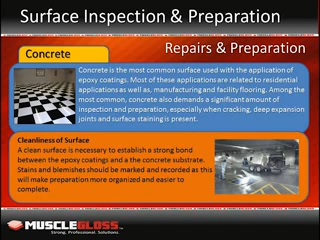 Surface Inspection & Preparation
Repairs & Preparation
Concrete
Concrete is the most common surface used with the application of
epoxy coatings. Most of these applications are related to residential
applications as well as, manufacturing and facility flooring. Among the
most common, concrete also demands a significant amount of
inspection and preparation, especially when cracking, deep expansion
joints and surface staining is present.
Cleanliness of Surface
A clean surface is necessary to establish a strong bond
between the epoxy coatings and a the concrete substrate.
Stains and blemishes should be marked and recorded as this
will make preparation more organized and easier to
complete.
MUSCLEGLOSS
Strong. Professional. Solutions.